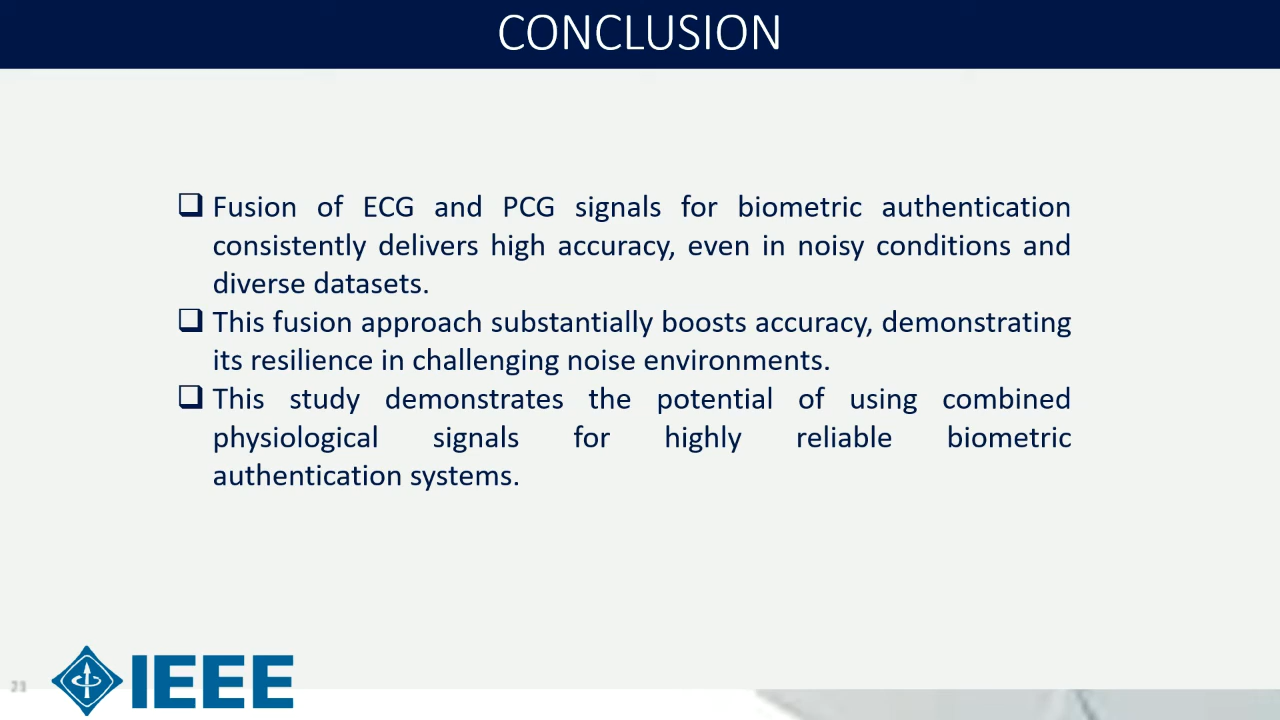 CONCLUSION
Fusion of ECG and PCG signals for biometric authentication
consistently delivers high accuracy, even in noisy conditions and
diverse datasets.
This fusion approach substantially boosts accuracy, demonstrating
its resilience in challenging noise environments.
This study demonstrates the potential of using combined
physiological signals for highly reliable biometric
authentication systems.
IEEE